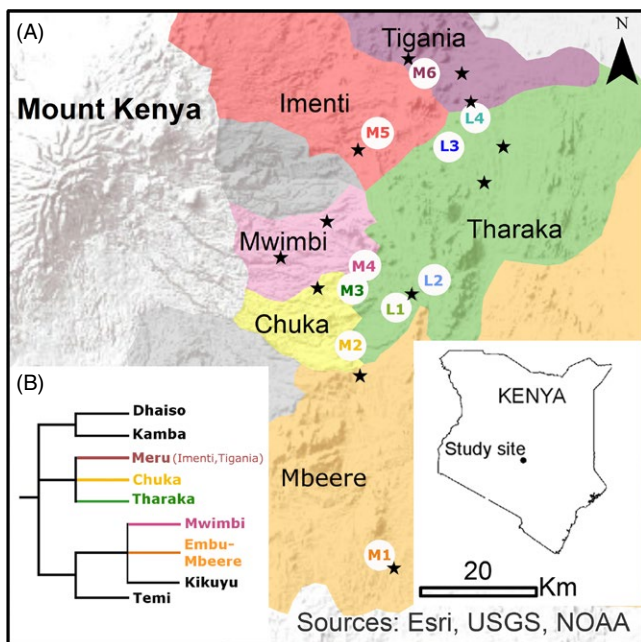 (A)
N
Tigania
M6
Imenti
Mount Kenya
M5
L4
L3
Tharaka
Mwimbi
M4
M3
L2
L1
Chuka
M2
(B)
Dhaiso
Kamba
Meru (Imenti,Tigania)
Chuka
Tharaka
Mwimbi
Embu-
Mbeere
Kikuyu
Temi
Mbeere
M1
KENYA
Study site
20
Km
Sources: Esri, USGS, NOAA